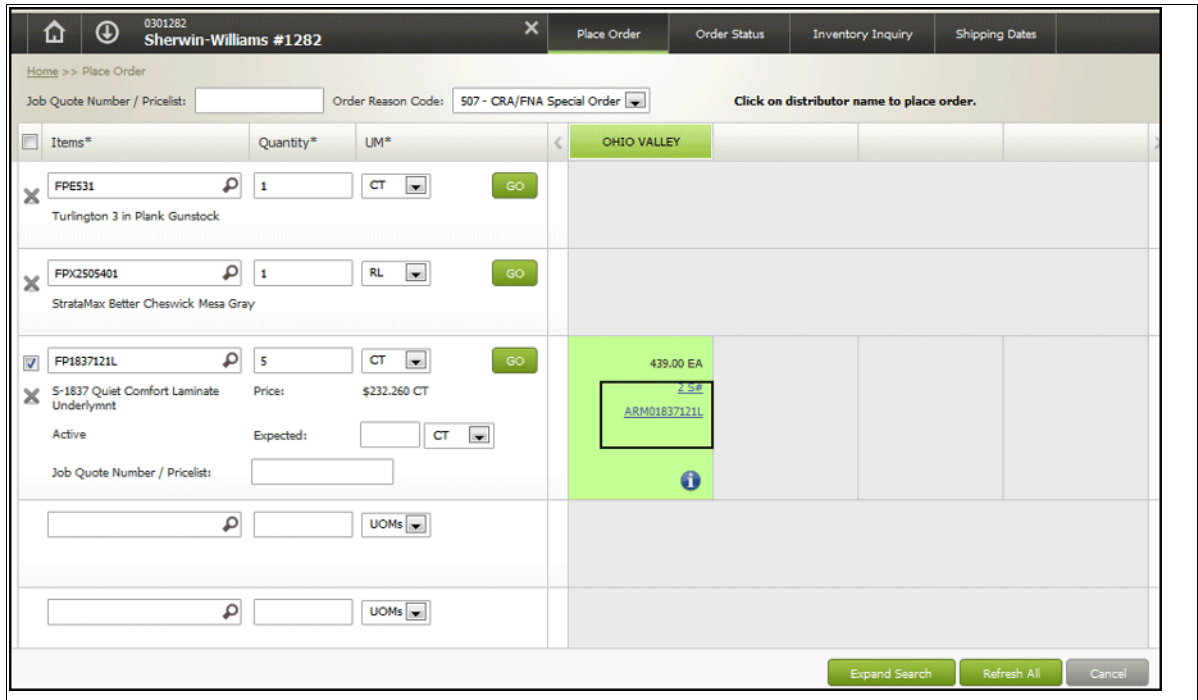 0301282
Sherwin-Williams #1282
Place Order
Order Status
Inventory Inquiry
Shipping Dates
Home >> Place Order
Job Quote Number / Pricelist:
Order Reason Code:
507 - CRA/FNA Special Order
Click on distributor name to place order.
Items*
Quantity*
UM*
OHIO VALLEY
FPE531
1
CT
GO
Turlington 3 in Plank Gunstock
FPX2505401
1
RL
GO
StrataMax Better Cheswick Mesa Gray
FP1837121L
5
CT
GO
439.00 EA
S-1837 Quiet Comfort Laminate
Underlymnt
Price:
$232.260 CT
2 S#
ARM01837121L
Active
Expected:
CT
Job Quote Number / Pricelist:
UOMs
UOMs
Expand Search
Refresh All
Cancel